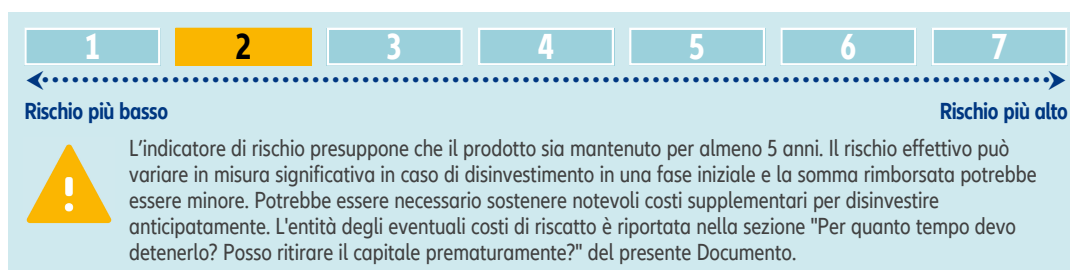 1 2 3 4 5 6 7
Rischio più basso Rischio più alto
L'indicatore di rischio presuppone che il prodotto sia mantenuto per almeno 5 anni. Il rischio effettivo può
variare in misura significativa in caso di disinvestimento in una fase iniziale e la somma rimborsata potrebbe
essere minore. Potrebbe essere necessario sostenere notevoli costi supplementari per disinvestire
anticipatamente. L'entità degli eventuali costi di riscatto è riportata nella sezione "Per quanto tempo devo
detenerlo? Posso ritirare il capitale prematuramente?" del presente Documento.